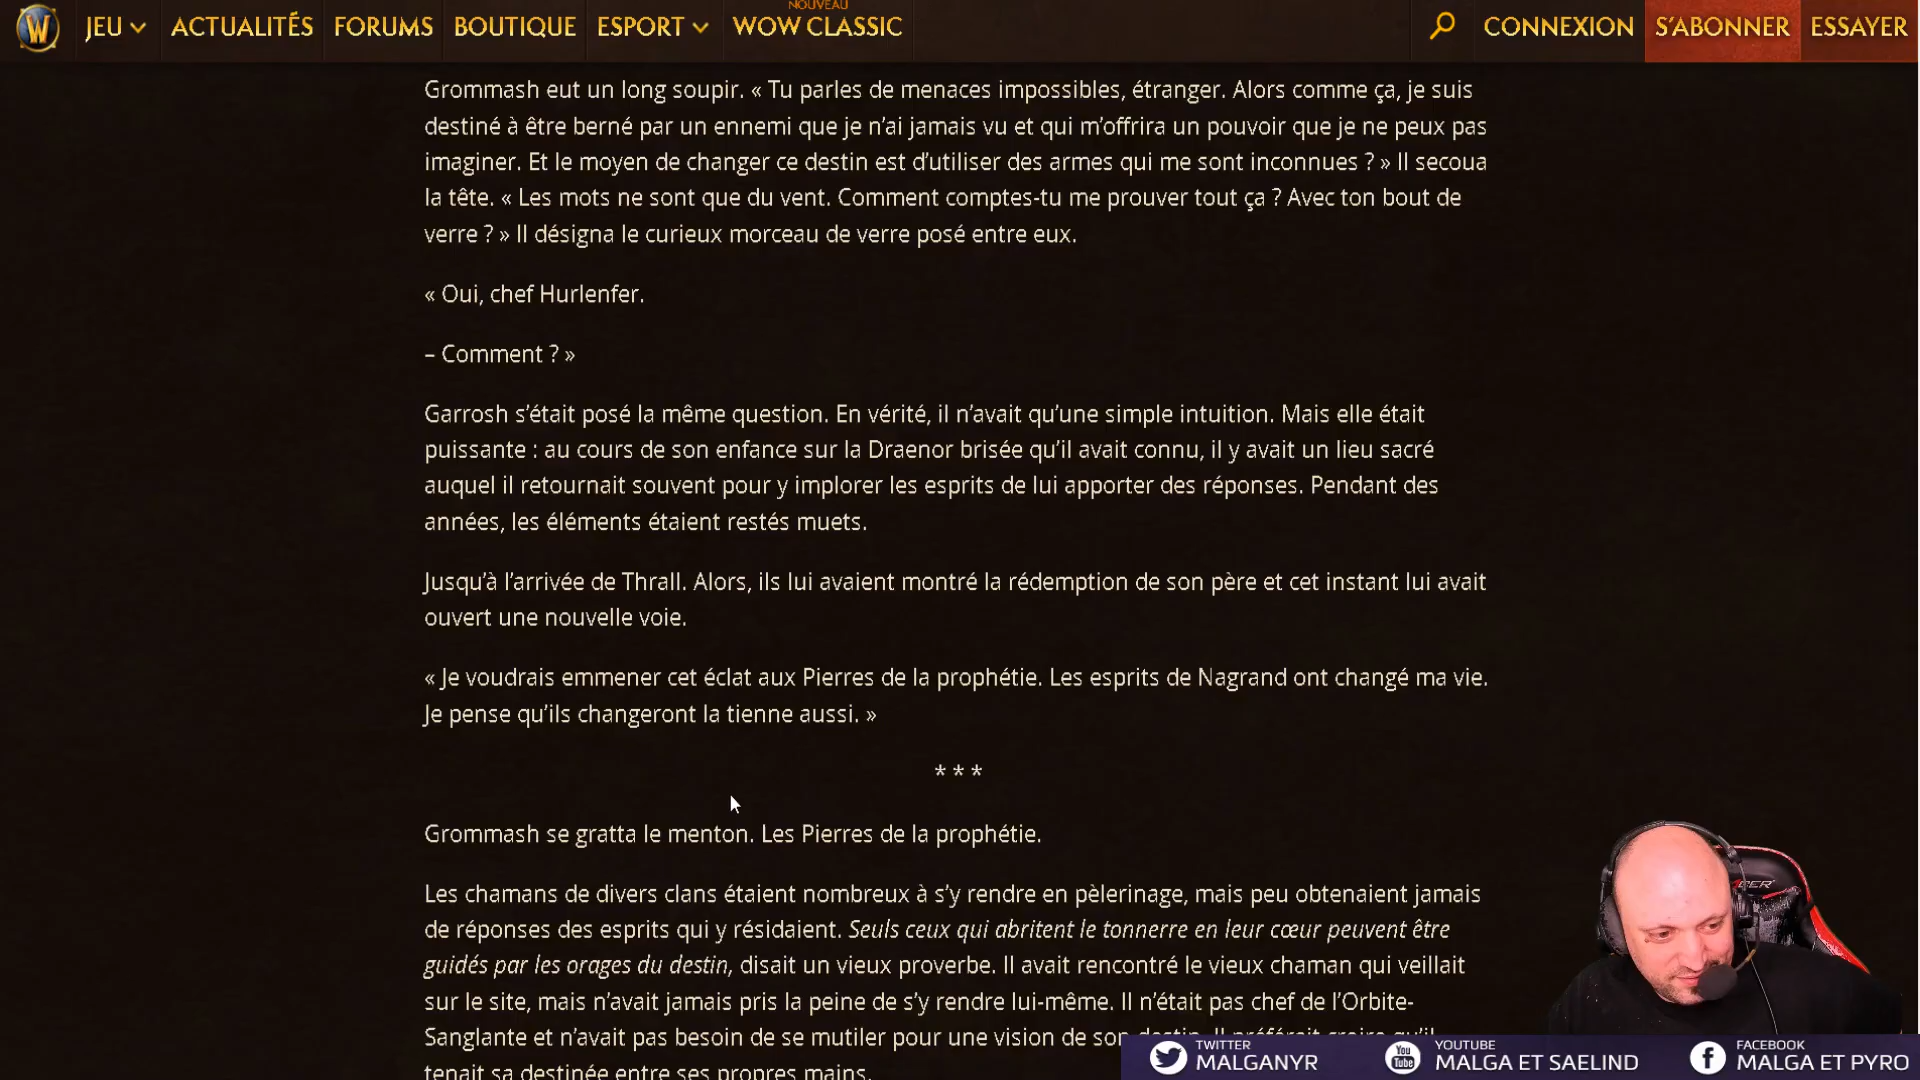 NOUVEAU
JEU ACTUALITÉS FORUMS BOUTIQUE ESPORT WOW CLASSIC CONNEXION S'ABONNER ESSAYER
Grommash eut un long soupir. « Tu parles de menaces impossibles, étranger. Alors comme ça, je suis
destiné à être berné par un ennemi que je n’ai jamais vu et qui m’offrira un pouvoir que je ne peux pas
imaginer. Et le moyen de changer ce destin est d’utiliser des armes qui me sont inconnues ? » Il secoua
la tête. « Les mots ne sont que du vent. Comment comptes-tu me prouver tout ça ? Avec ton bout de
verre ? » Il désigna le curieux morceau de verre posé entre eux.
« Oui, chef Hurlenfer.
– Comment ? »
Garrosh s’était posé la même question. En vérité, il n’avait qu’une simple intuition. Mais elle était
puissante : au cours de son enfance sur la Draenor brisée qu’il avait connu, il y avait un lieu sacré
auquel il retournait souvent pour y implorer les esprits de lui apporter des réponses. Pendant des
années, les éléments étaient restés muets.
Jusqu’à l’arrivée de Thrall. Alors, ils lui avaient montré la rédemption de son père et cet instant lui avait
ouvert une nouvelle voie.
« Je voudrais emmener cet éclat aux Pierres de la prophétie. Les esprits de Nagrand ont changé ma vie.
Je pense qu’ils changeront la tienne aussi. »
* * *
Grommash se gratta le menton. Les Pierres de la prophétie.
Les chamans de divers clans étaient nombreux à s’y rendre en pèlerinage, mais peu obtenaient jamais
de réponses des esprits qui y résidaient. Seuls ceux qui abritent le tonnerre en leur cœur peuvent être
guidés par les orages du destin, disait un vieux proverbe. Il avait rencontré le vieux chaman qui veillait
sur le site, mais n’avait jamais pris la peine de s’y rendre lui-même. Il n’était pas chef de l’Orbite-
Sanglante et n’avait pas besoin de se mutiler pour une vision de son destin. Il préférait croire qu’il
tenait sa destinée entre ses propres mains.
TWITTER
MALGANYR
YOUTUBE
MALGA ET SAELIND
FACEBOOK
MALGA ET PYRO